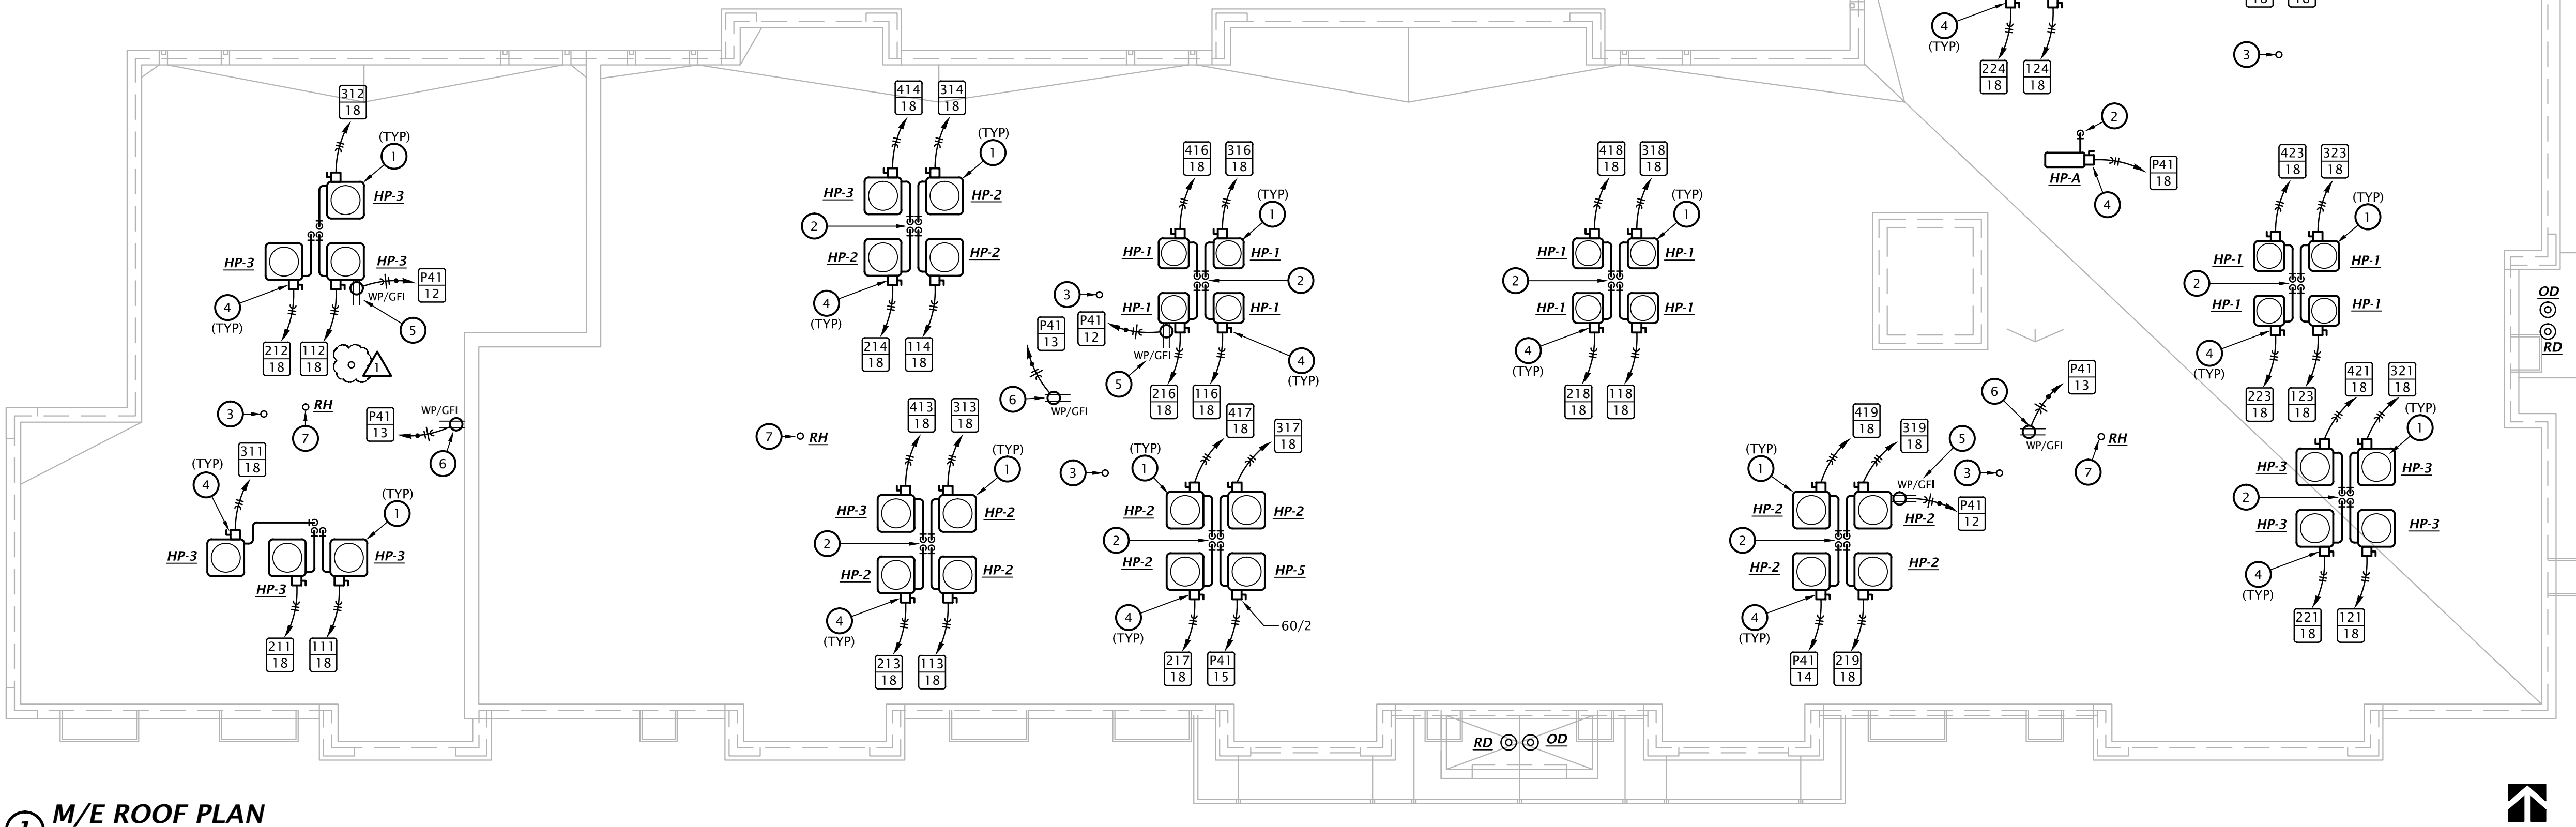 4
(TYP)
224
18
124
18
3
312
18
(TYP)
1
HP-3
HP-3
HP-3
P41
12
WP/GFI
4
(TYP)
5
212
18
112
18
1
3
RH
7
P41
13
WP/GFI
6
(TYP)
4
311
18
(TYP)
1
HP-3
HP-3
HP-3
211
18
111
18
414
18
314
18
(TYP)
1
HP-3
HP-2
2
HP-2
HP-2
4
(TYP)
214
18
114
18
7
RH
413
18
313
18
(TYP)
1
HP-3
HP-2
2
HP-2
HP-2
4
(TYP)
213
18
113
18
416
18
316
18
(TYP)
1
HP-1
HP-1
2
3
HP-1
HP-1
P41
13
P41
12
WP/GFI
5
4
(TYP)
6
WP/GFI
216
18
116
18
417
18
317
18
3
(TYP)
1
HP-2
HP-2
2
HP-2
HP-5
4
(TYP)
60/2
217
18
P41
15
418
18
318
18
(TYP)
1
HP-1
HP-1
2
HP-1
HP-1
4
(TYP)
218
18
118
18
419
18
319
18
5
(TYP)
1
WP/GFI
3
HP-2
HP-2
P41
12
2
HP-2
HP-2
4
(TYP)
P41
14
219
18
2
HP-A
P41
18
4
6
P41
13
WP/GFI
7
RH
423
18
323
18
(TYP)
1
HP-1
HP-1
2
HP-1
HP-1
4
(TYP)
223
18
123
18
421
18
321
18
(TYP)
1
HP-3
HP-3
2
HP-3
HP-3
4
(TYP)
221
18
121
18
OD
RD
RD
OD
1
M/E ROOF PLAN